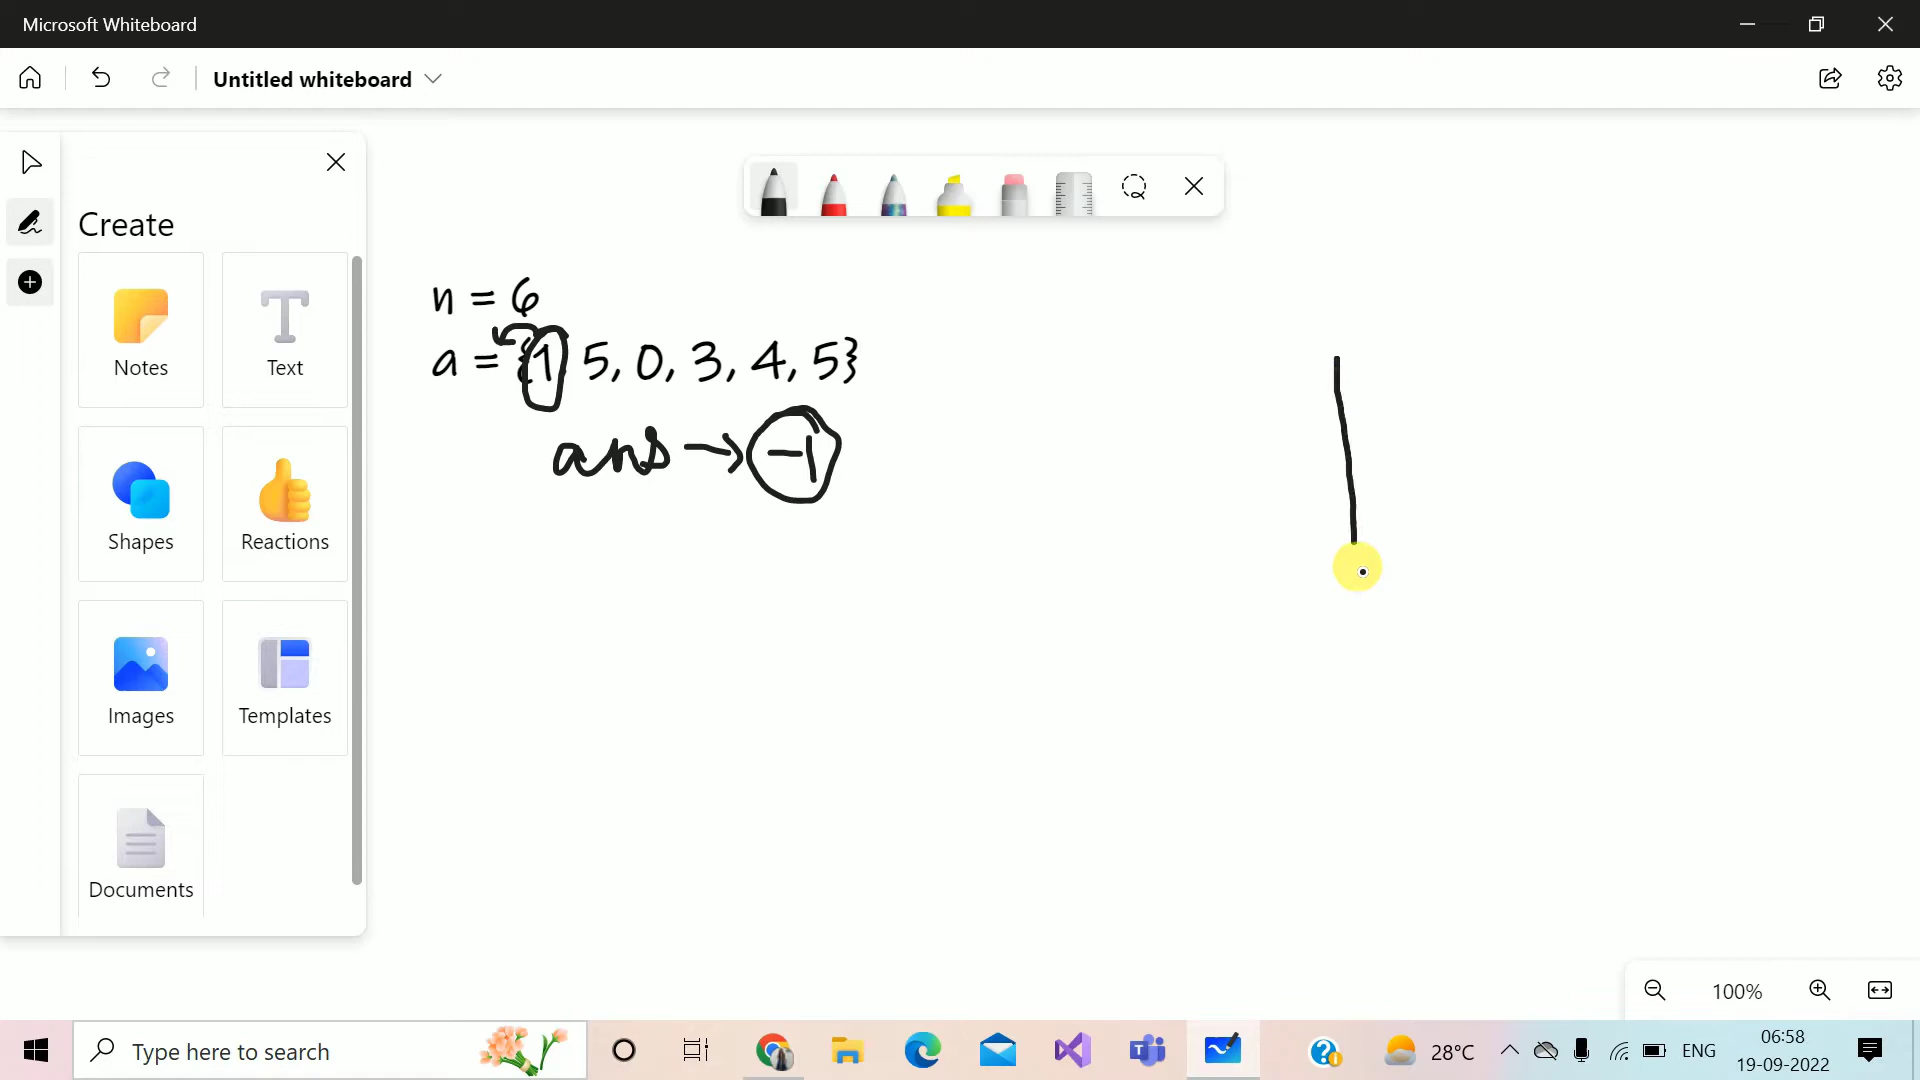 Microsoft Whiteboard
Untitled whiteboard
Create
Notes
Text
Shapes
Reactions
Images
Templates
Documents
n = 6
a = {1 5, 0, 3, 4, 5}
ans → -1
100%
Type here to search
28°C
ENG
06:58
19-09-2022